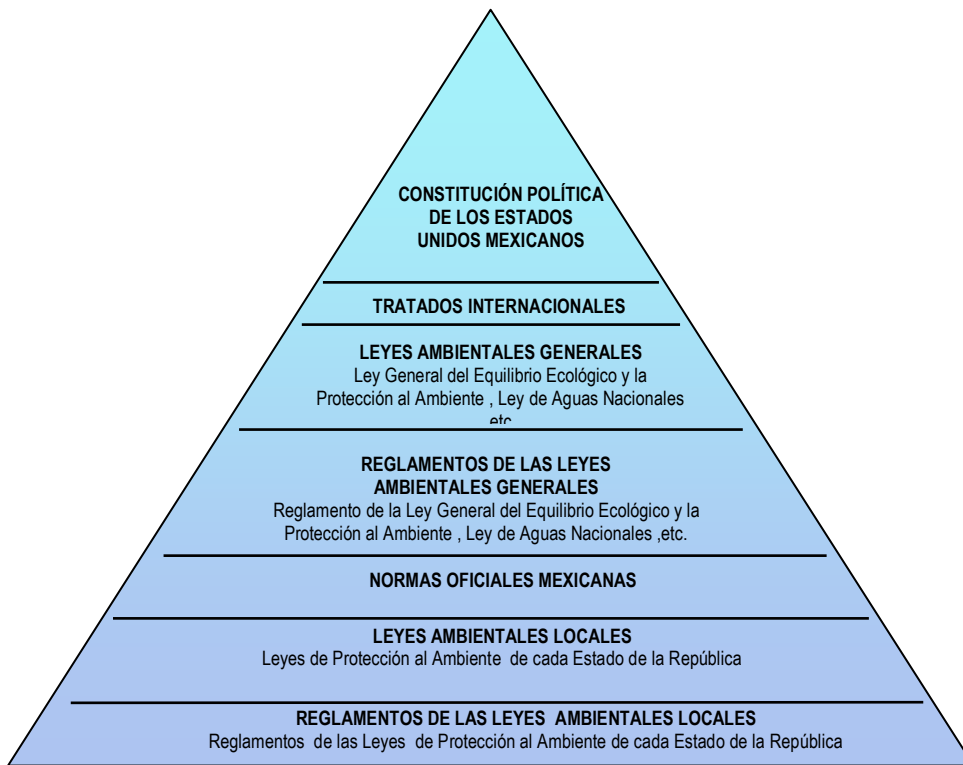 CONSTITUCIÓN POLÍTICA
DE LOS ESTADOS
UNIDOS MEXICANOS
TRATADOS INTERNACIONALES
LEYES AMBIENTALES GENERALES
Ley General del Equilibrio Ecológico y la
Protección al Ambiente , Ley de Aguas Nacionales
etc
REGLAMENTOS DE LAS LEYES
AMBIENTALES GENERALES
Reglamento de la Ley General del Equilibrio Ecológico y la
Protección al Ambiente , Ley de Aguas Nacionales ,etc.
NORMAS OFICIALES MEXICANAS
LEYES AMBIENTALES LOCALES
Leyes de Protección al Ambiente de cada Estado de la República
REGLAMENTOS DE LAS LEYES AMBIENTALES LOCALES
Reglamentos de las Leyes de Protección al Ambiente de cada Estado de la República